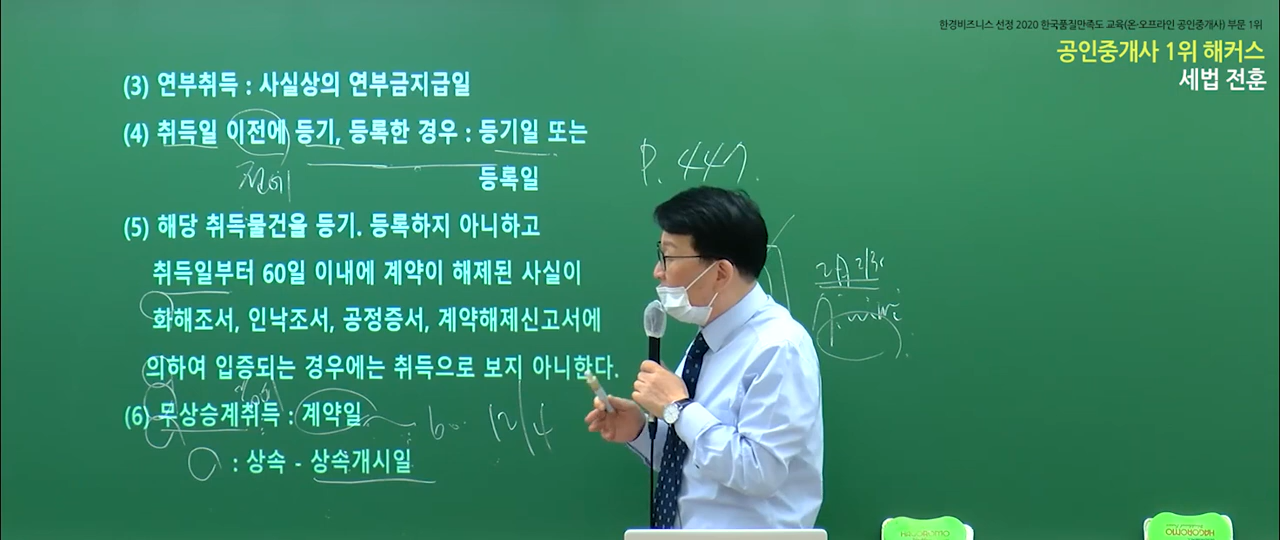 한경비즈니스 선정 2020 한국품질만족도 교육(온·오프라인 공인중개사) 부문 1위
공인중개사 1위 해커스
세법 전훈
(3) 연부취득 : 사실상의 연부금지급일
(4) 취득일 이전에 등기, 등록한 경우 : 등기일 또는
등록일
전에
P. 447.
(5) 해당 취득물건을 등기. 등록하지 아니하고
취득일부터 60일 이내에 계약이 해제된 사실이
화해조서, 인낙조서, 공정증서, 계약해제신고서에
의하여 입증되는 경우에는 취득으로 보지 아니한다.
(6) 무상승계취득 : 계약일
: 상속 - 상속개시일
HAGOROMO
HAGOROMO